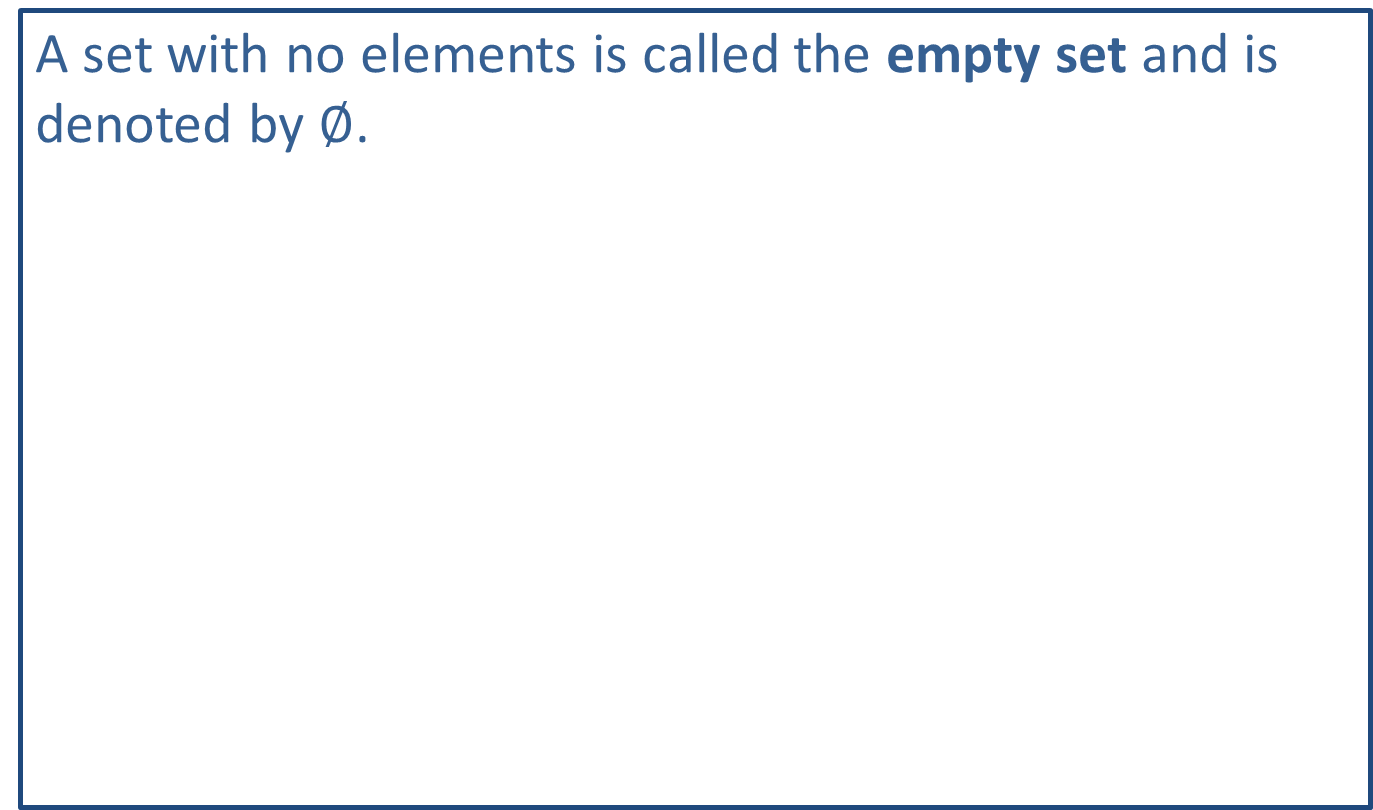 A set with no elements is called the empty set and is
denoted by Ø.